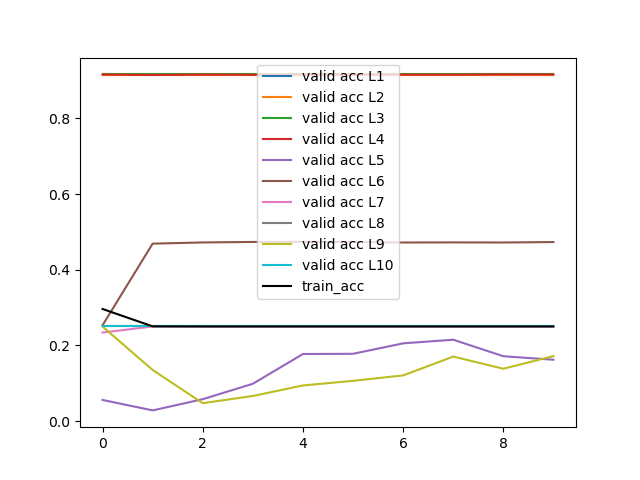 valid acc L1
valid acc L2
valid acc L3
valid acc L4
valid acc L5
valid acc L6
valid acc L7
valid acc L8
valid acc L9
valid acc L10
train_acc
0.8
0.6
0.4
0.2
0.0
0 2 4 6 8